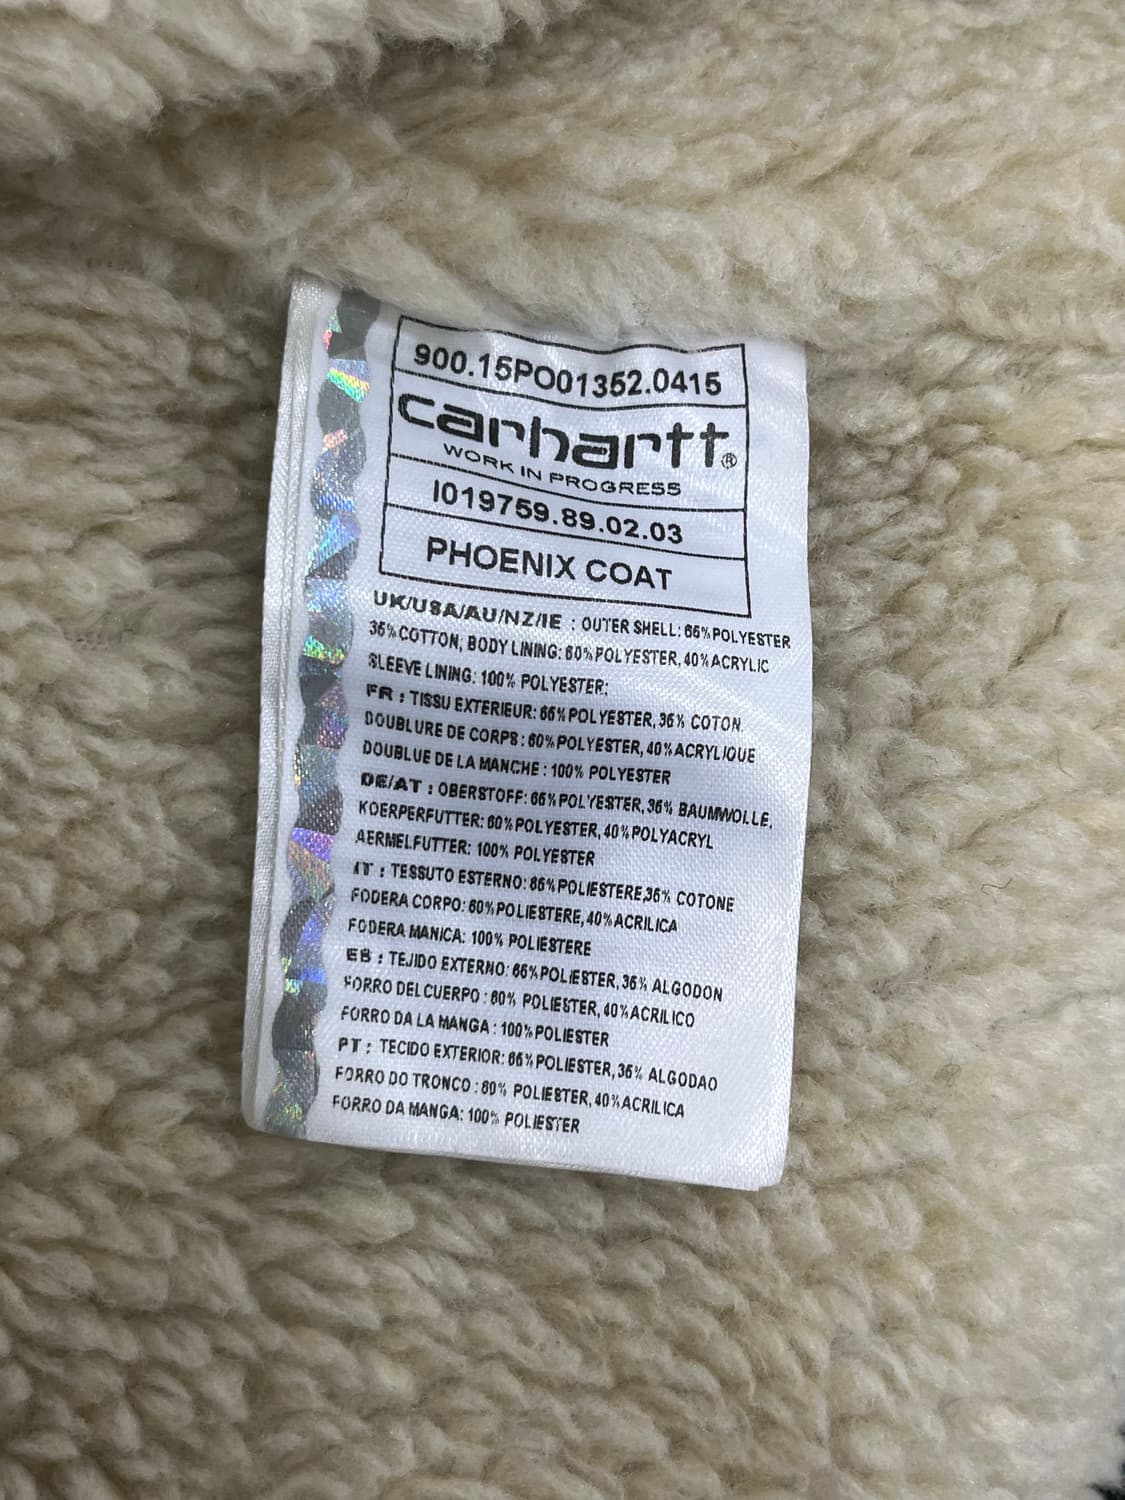 900.15PO01352.0415
carhartt®
WORK IN PROGRESS
I019759.89.02.03
PHOENIX COAT
UK/USA/AU/NZ/IE : OUTER SHELL: 65% POLYESTER
35% COTTON, BODY LINING: 60% POLYESTER, 40% ACRYLIC
SLEEVE LINING: 100% POLYESTER;
FR : TISSU EXTERIEUR: 65% POLYESTER, 35% COTON.
DOUBLURE DE CORPS : 60% POLYESTER, 40% ACRYLIQUE
DOUBLUE DE LA MANCHE : 100% POLYESTER
DE/AT : OBERSTOFF: 65% POLYESTER, 35% BAUMWOLLE.
KOERPERFUTTER: 60% POLYESTER, 40% POLYACRYL
AERMELFUTTER: 100% POLYESTER
IT : TESSUTO ESTERNO: 65% POLIESTERE,35% COTONE
FODERA CORPO: 60% POLIESTERE, 40% ACRILICA
FODERA MANICA: 100% POLIESTERE
ES : TEJIDO EXTERNO: 65% POLIESTER, 35% ALGODON
FORRO DEL CUERPO : 60% POLIESTER, 40% ACRILICO
FORRO DA LA MANGA : 100% POLIESTER
PT : TECIDO EXTERIOR: 65% POLIESTER, 35% ALGODAO
FORRO DO TRONCO : 60% POLIESTER, 40% ACRILICA
FORRO DA MANGA: 100% POLIESTER